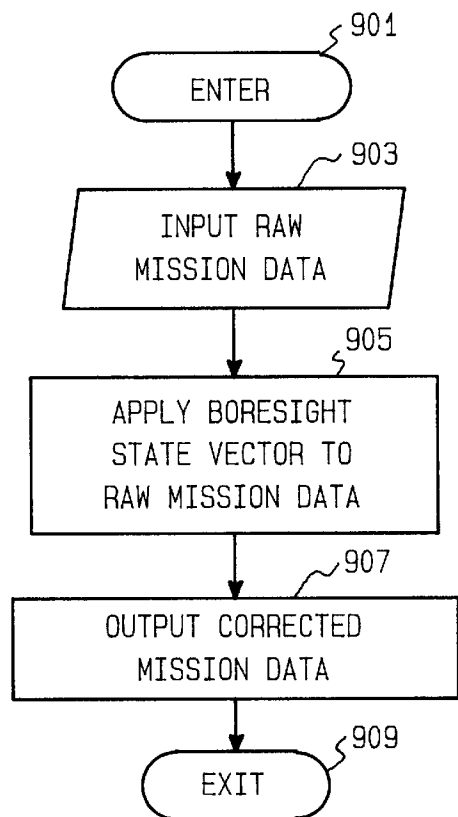 901
ENTER
903
INPUT RAW
MISSION DATA
905
APPLY BORESIGHT
STATE VECTOR TO
RAW MISSION DATA
907
OUTPUT CORRECTED
MISSION DATA
909
EXIT